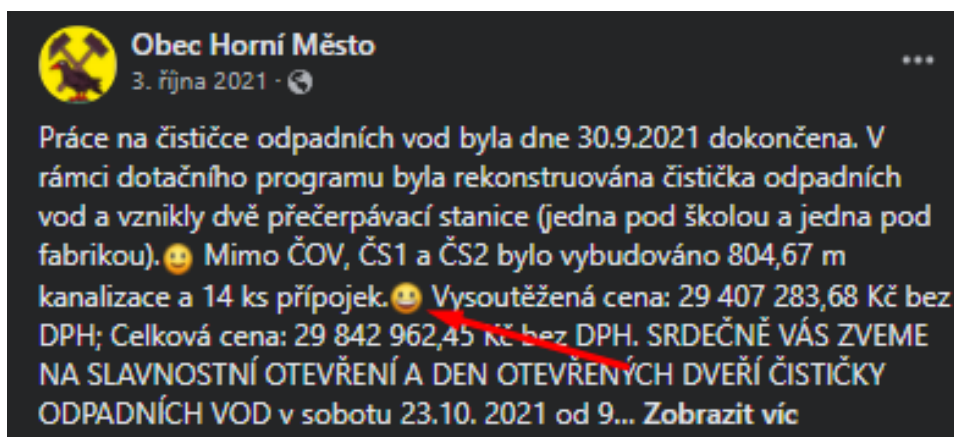 Obec Horní Město
3. října 2021 ·
Práce na čističce odpadních vod byla dne 30.9.2021 dokončena. V
rámci dotačního programu byla rekonstruována čistička odpadních
vod a vznikly dvě přečerpávací stanice (jedna pod školou a jedna pod
fabrikou).😀 Mimo ČOV, ČS1 a ČS2 bylo vybudováno 804,67 m
kanalizace a 14 ks přípojek.😀 Vysoutěžená cena: 29 407 283,68 Kč bez
DPH; Celková cena: 29 842 962,45 Kč bez DPH. SRDEČNĚ VÁS ZVEME
NA SLAVNOSTNÍ OTEVŘENÍ A DEN OTEVŘENÝCH DVEŘÍ ČISTIČKY
ODPADNÍCH VOD v sobotu 23.10. 2021 od 9... Zobrazit víc